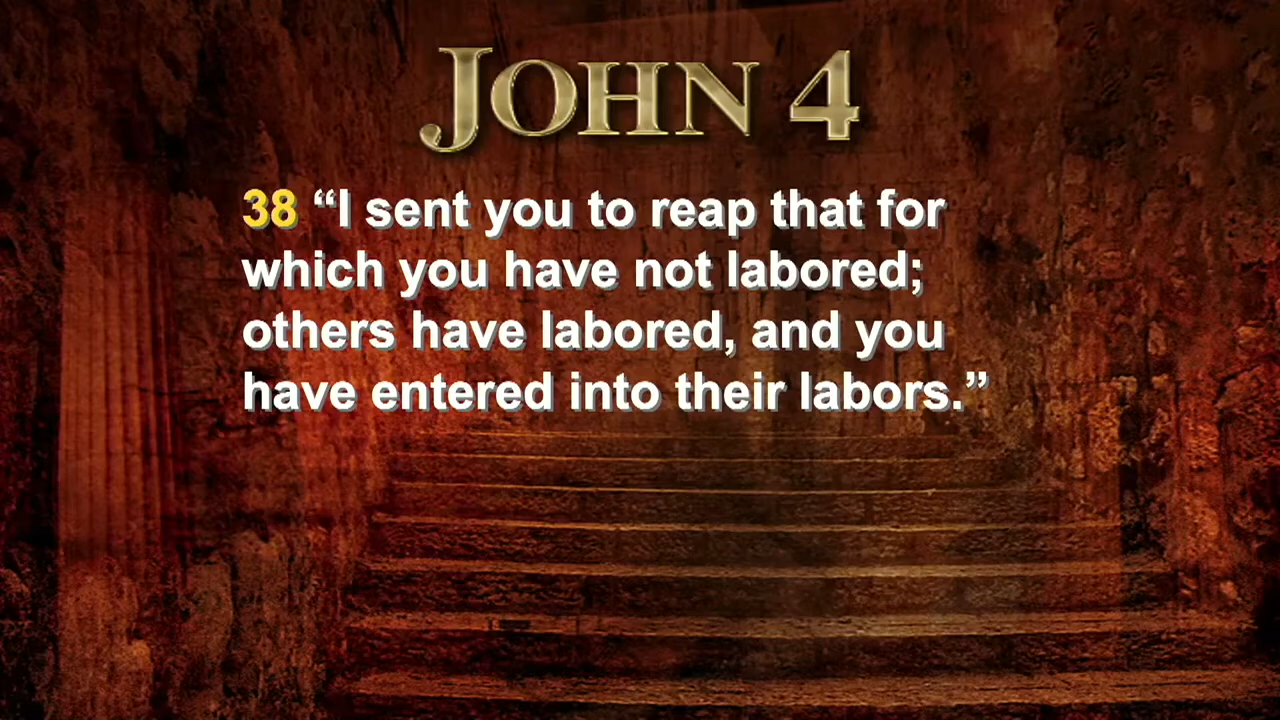 JOHN 4
38 “I sent you to reap that for
which you have not labored;
others have labored, and you
have entered into their labors.”